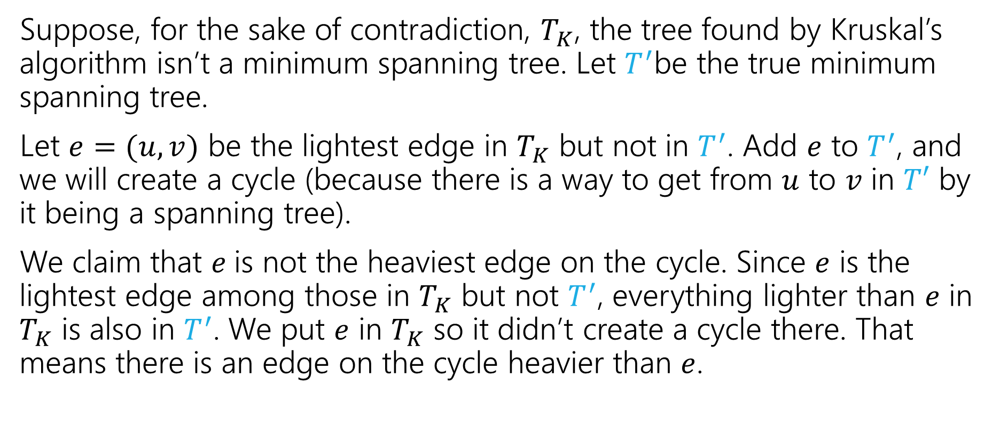 Suppose, for the sake of contradiction, T_K, the tree found by Kruskal’s
algorithm isn’t a minimum spanning tree. Let T′ be the true minimum
spanning tree.
Let e = (u, v) be the lightest edge in T_K but not in T′. Add e to T′, and
we will create a cycle (because there is a way to get from u to v in T′ by
it being a spanning tree).
We claim that e is not the heaviest edge on the cycle. Since e is the
lightest edge among those in T_K but not T′, everything lighter than e in
T_K is also in T′. We put e in T_K so it didn’t create a cycle there. That
means there is an edge on the cycle heavier than e.